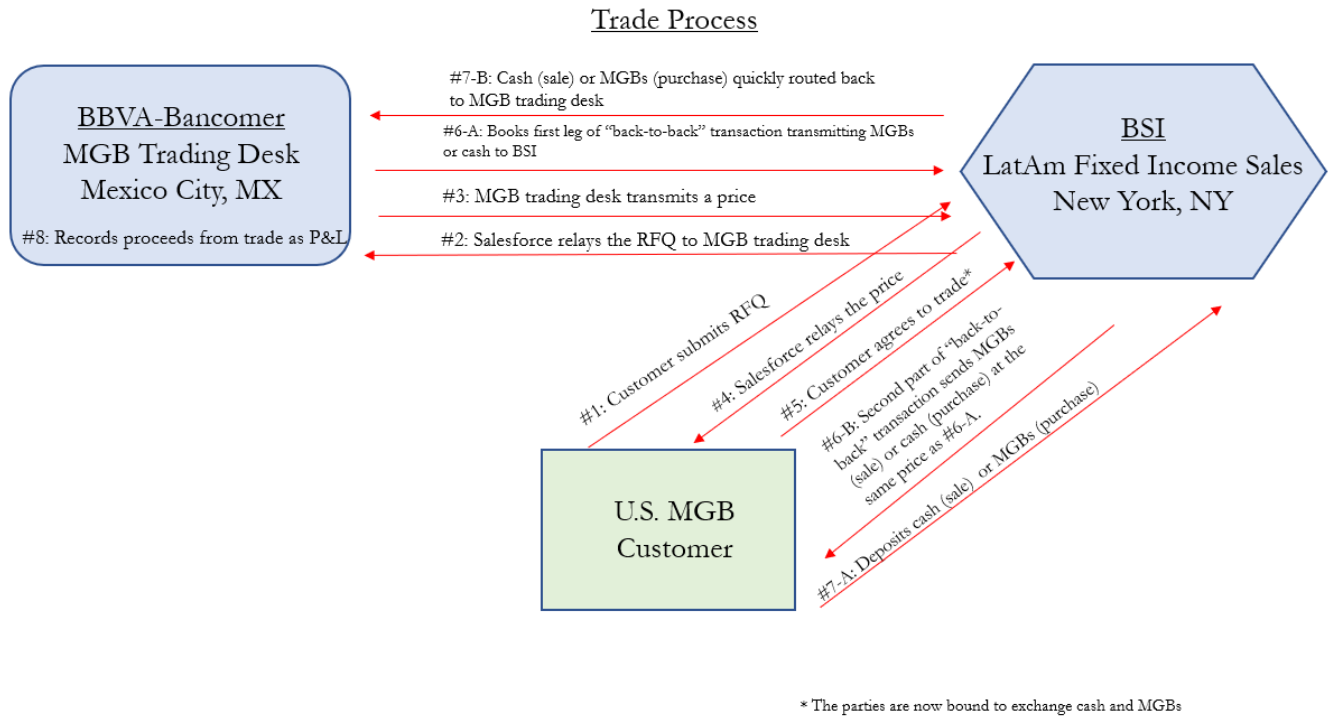 Trade Process
#7-B: Cash (sale) or MGBs (purchase) quickly routed back
to MGB trading desk
BBVA-Bancomer
MGB Trading Desk
Mexico City, MX
#8: Records proceeds from trade as P&L
#6-A: Books first leg of “back-to-back” transaction transmitting MGBs
or cash to BSI
#3: MGB trading desk transmits a price
#2: Salesforce relays the RFQ to MGB trading desk
BSI
LatAm Fixed Income Sales
New York, NY
#1: Customer submits RFQ
#4: Salesforce relays the price
#5: Customer agrees to trade*
#6-B: Second part of “back-to-
back” transaction sends MGBs
(sale) or cash (purchase) at the
same price as #6-A.
#7-A: Deposits cash (sale) or MGBs (purchase)
U.S. MGB
Customer
* The parties are now bound to exchange cash and MGBs